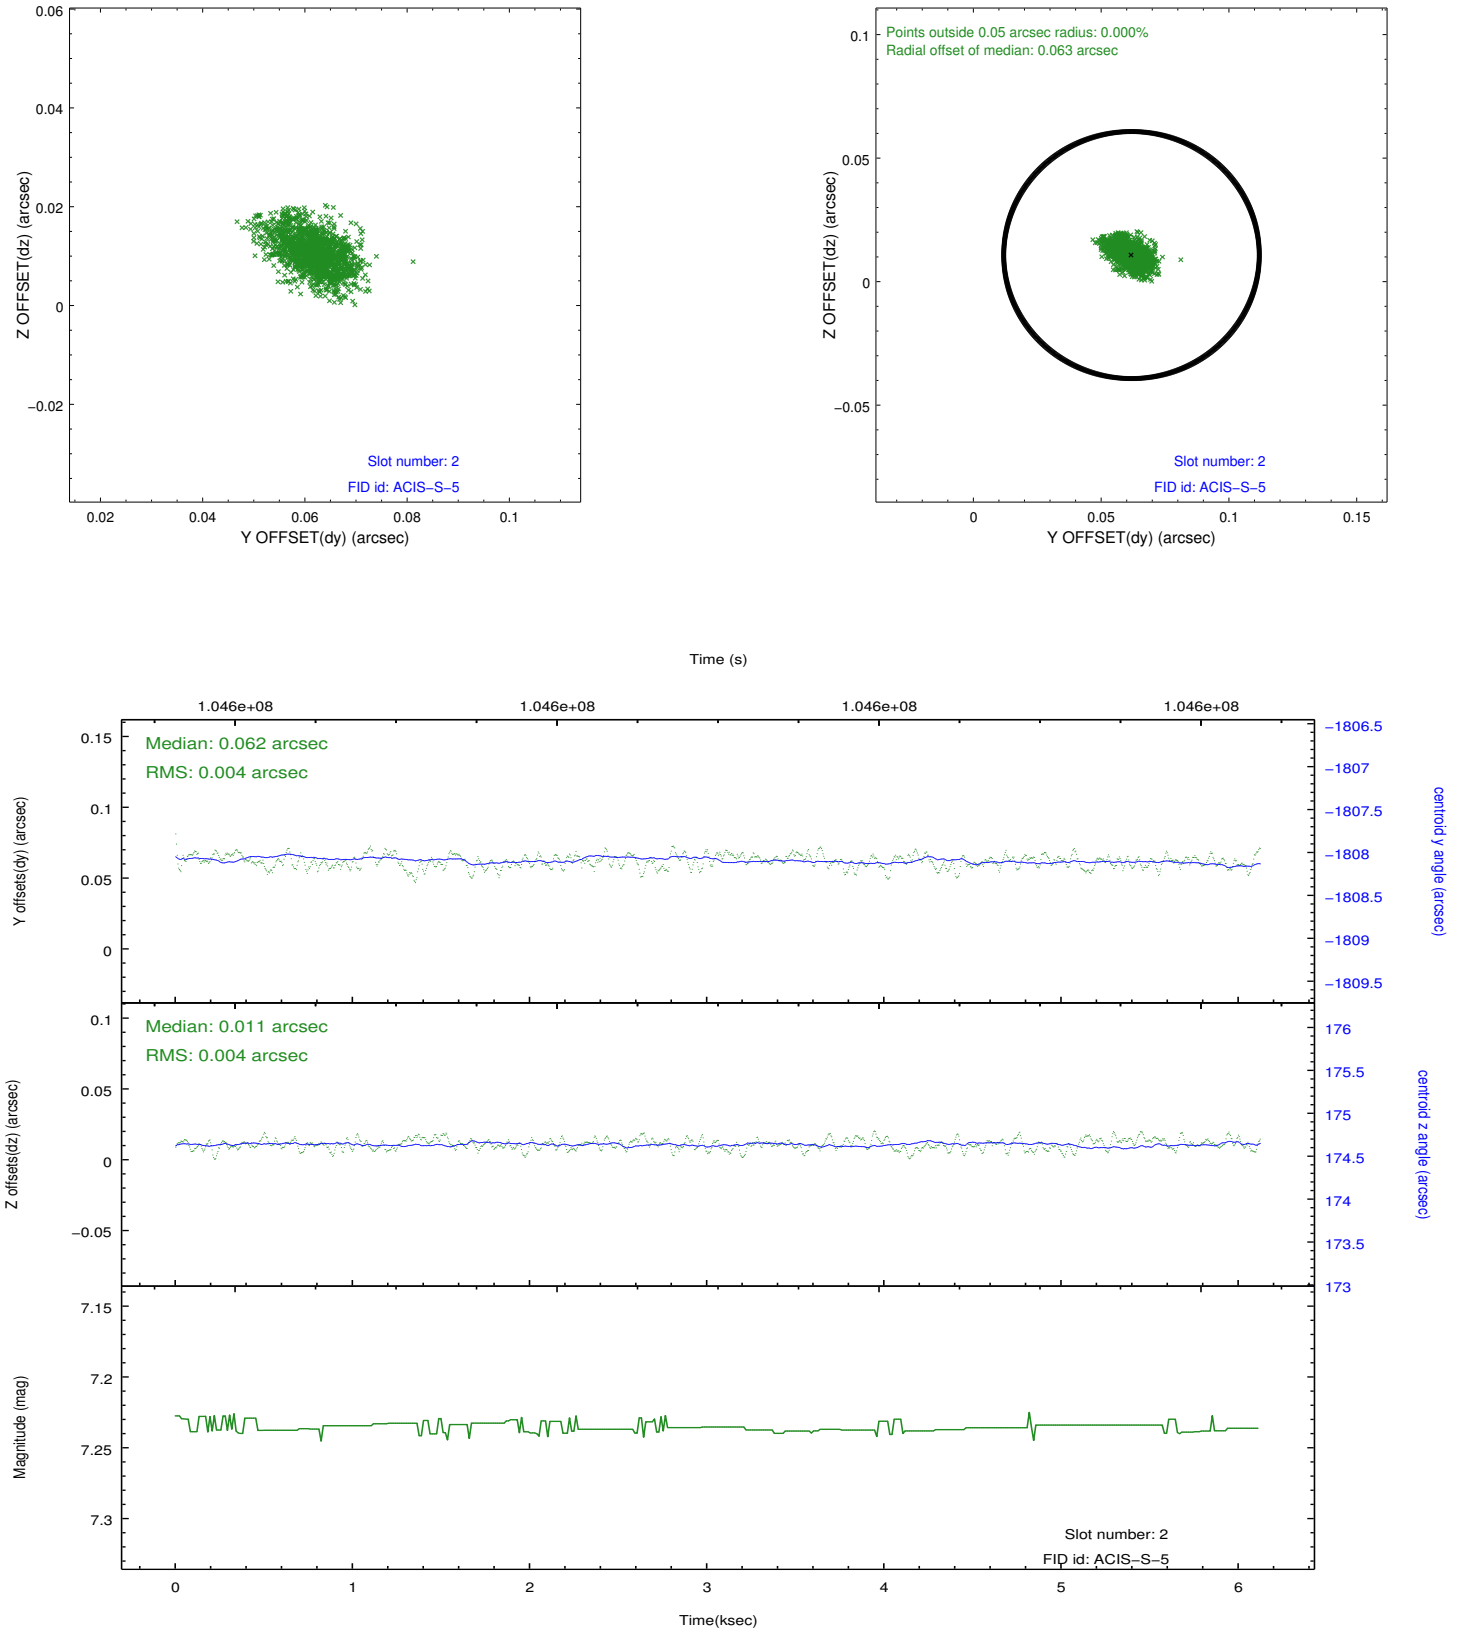 0.06
0.04
0.02
0
−0.02
Z OFFSET(dz) (arcsec)
Slot number: 2
FID id: ACIS−S−5
0.02 0.04 0.06 0.08 0.1
Y OFFSET(dy) (arcsec)
Points outside 0.05 arcsec radius: 0.000%
Radial offset of median: 0.063 arcsec
0.1
0.05
0
−0.05
Z OFFSET(dz) (arcsec)
Slot number: 2
FID id: ACIS−S−5
0 0.05 0.1 0.15
Y OFFSET(dy) (arcsec)
Time (s)
1.046e+08 1.046e+08 1.046e+08 1.046e+08
Median: 0.062 arcsec
RMS: 0.004 arcsec
0.15
0.1
0.05
0
Y offsets(dy) (arcsec)
−1806.5
−1807
−1807.5
−1808
−1808.5
−1809
−1809.5
centroid y angle (arcsec)
Median: 0.011 arcsec
RMS: 0.004 arcsec
0.1
0.05
0
−0.05
Z offsets(dz) (arcsec)
176
175.5
175
174.5
174
173.5
173
centroid z angle (arcsec)
7.15
7.2
7.25
7.3
Magnitude (mag)
Slot number: 2
FID id: ACIS−S−5
0 1 2 3 4 5 6
Time(ksec)